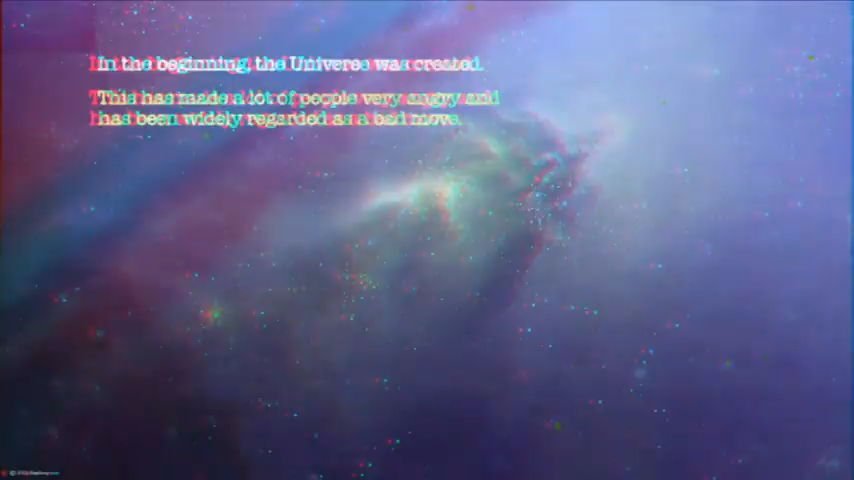 In the beginning, the Universe was created.
This has made a lot of people very angry and
has been widely regarded as a bad move.